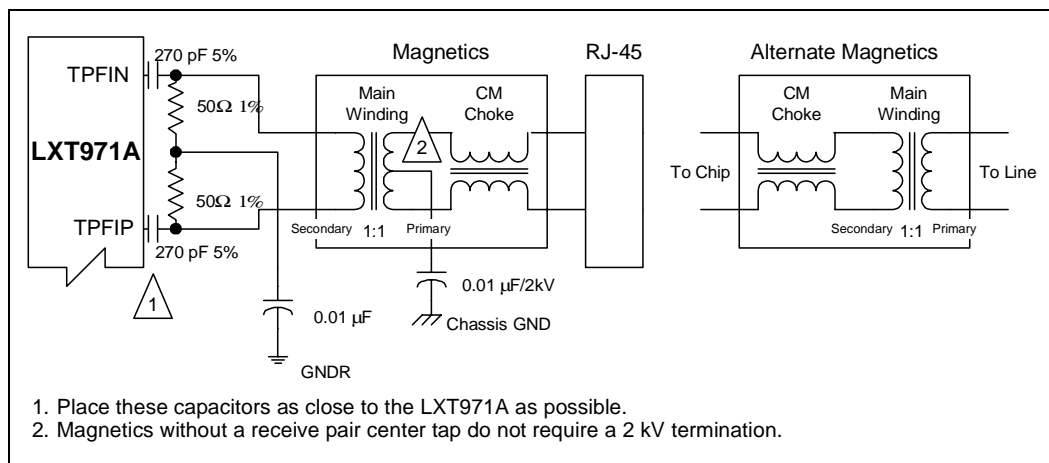 Magnetics
RJ-45
Alternate Magnetics
270 pF 5%
TPFIN
50Ω 1%
LXT971A
50Ω 1%
TPFIP
270 pF 5%
1
Main
Winding
CM
Choke
2
Secondary 1:1 Primary
0.01 μF
GNDR
0.01 μF/2kV
Chassis GND
CM
Choke
Main
Winding
To Chip
To Line
Secondary 1:1 Primary
1. Place these capacitors as close to the LXT971A as possible.
2. Magnetics without a receive pair center tap do not require a 2 kV termination.